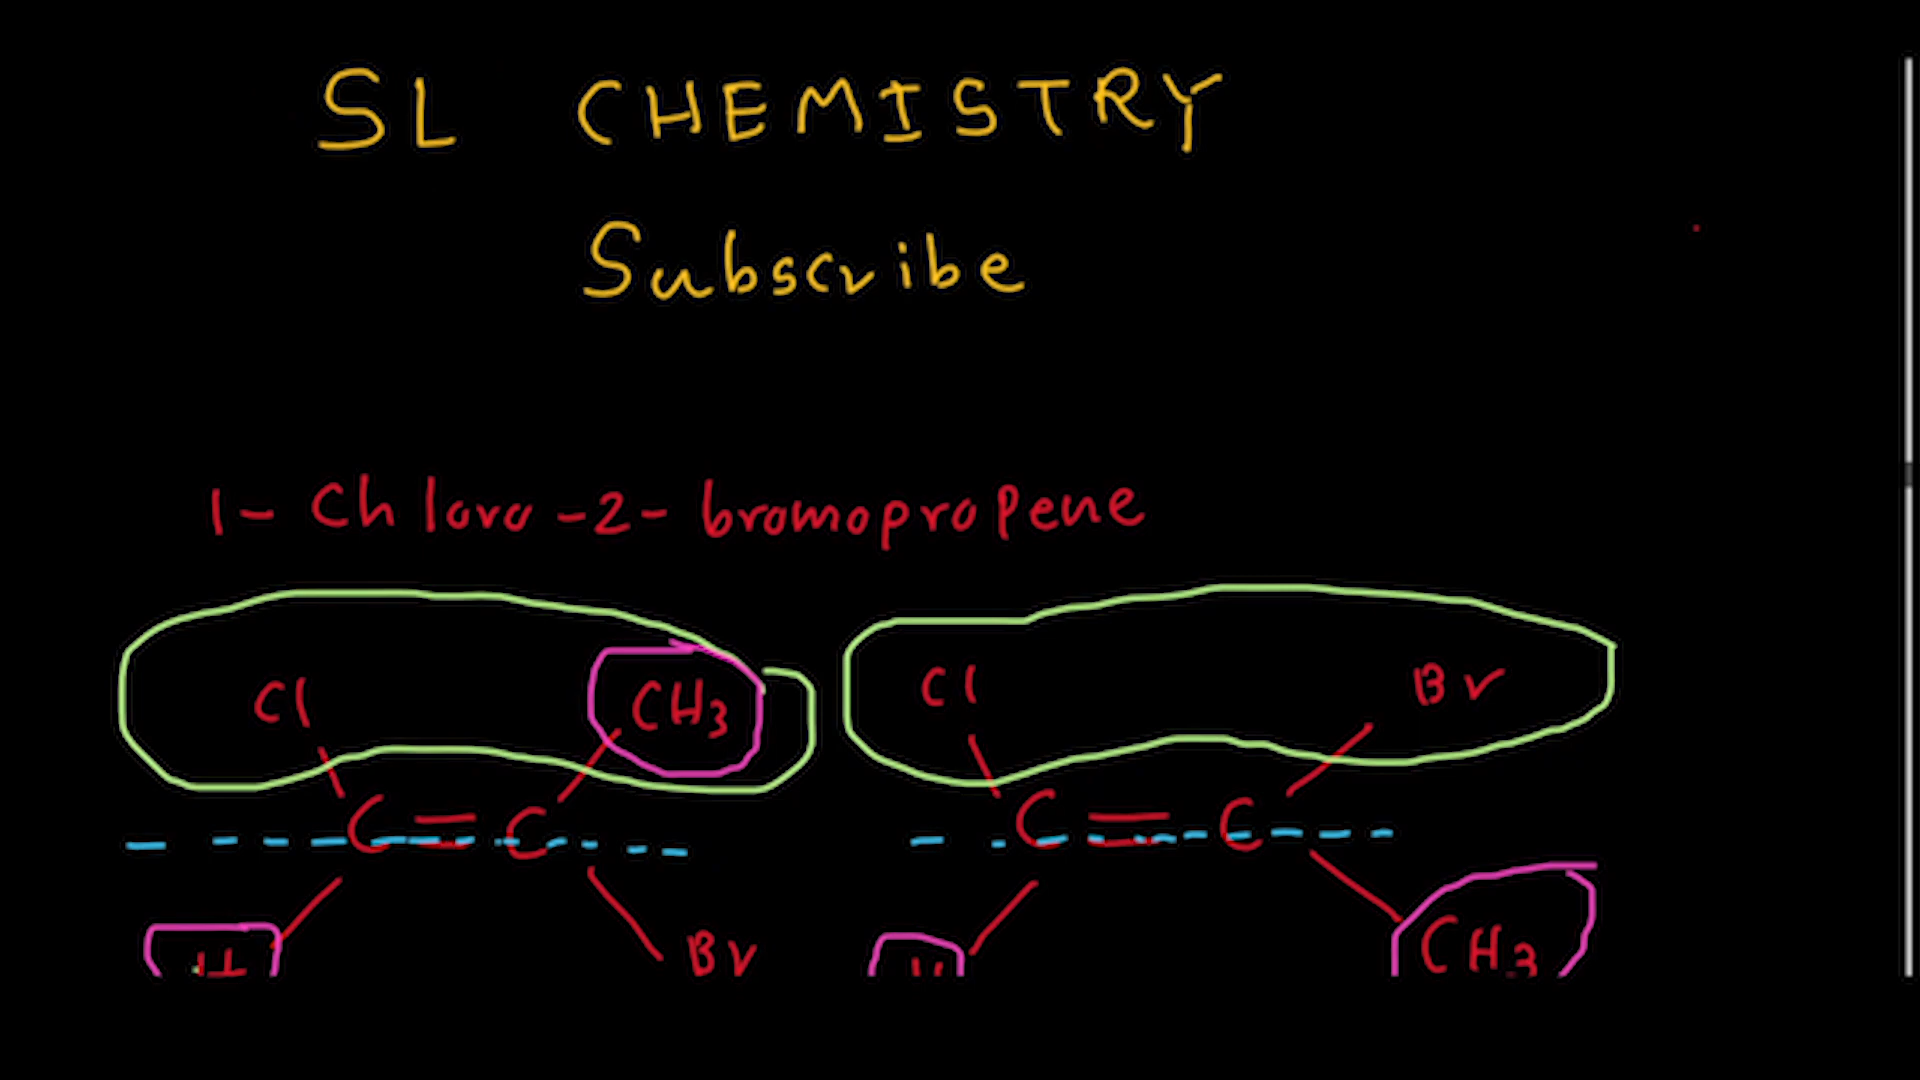 SL CHEMISTRY
Subscribe
1- Chloro -2- bromopropene
Cl CH3 Cl Br
C = C C = C
H Br H CH3